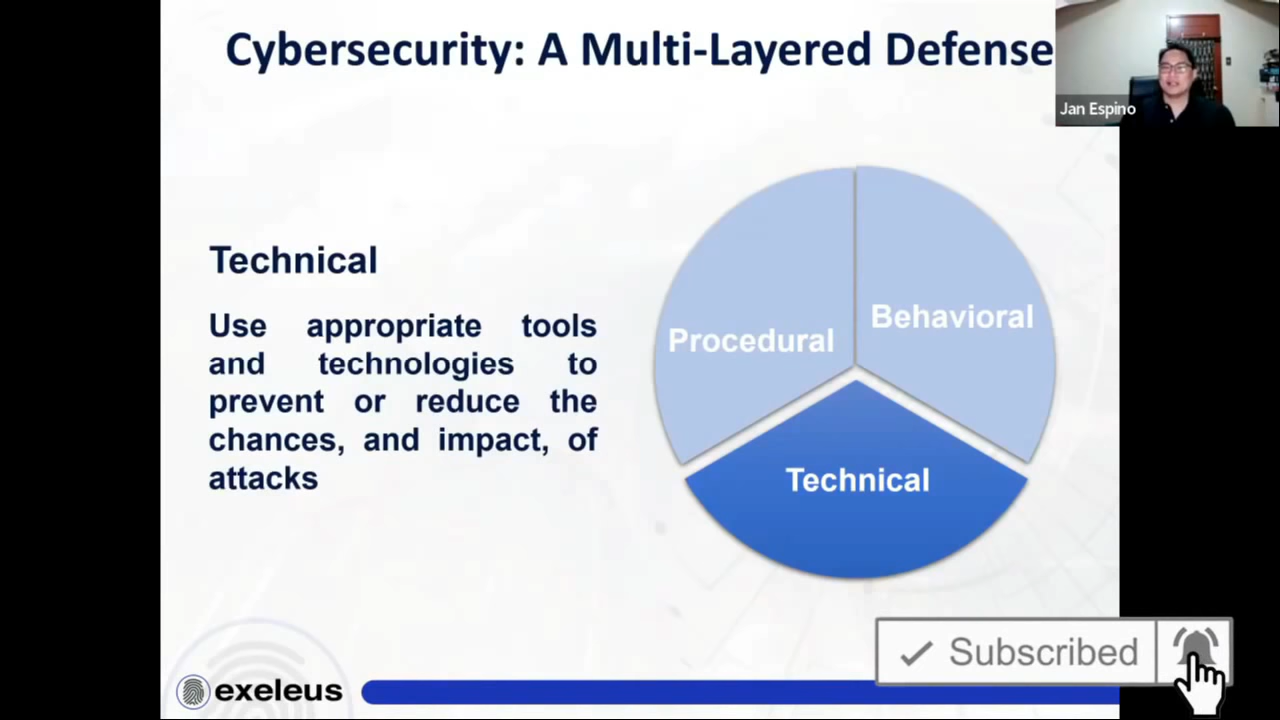 Cybersecurity: A Multi-Layered Defense
Jan Espino
Technical
Use appropriate tools
and technologies to
prevent or reduce the
chances, and impact, of
attacks
Procedural
Behavioral
Technical
Subscribed
exeleus